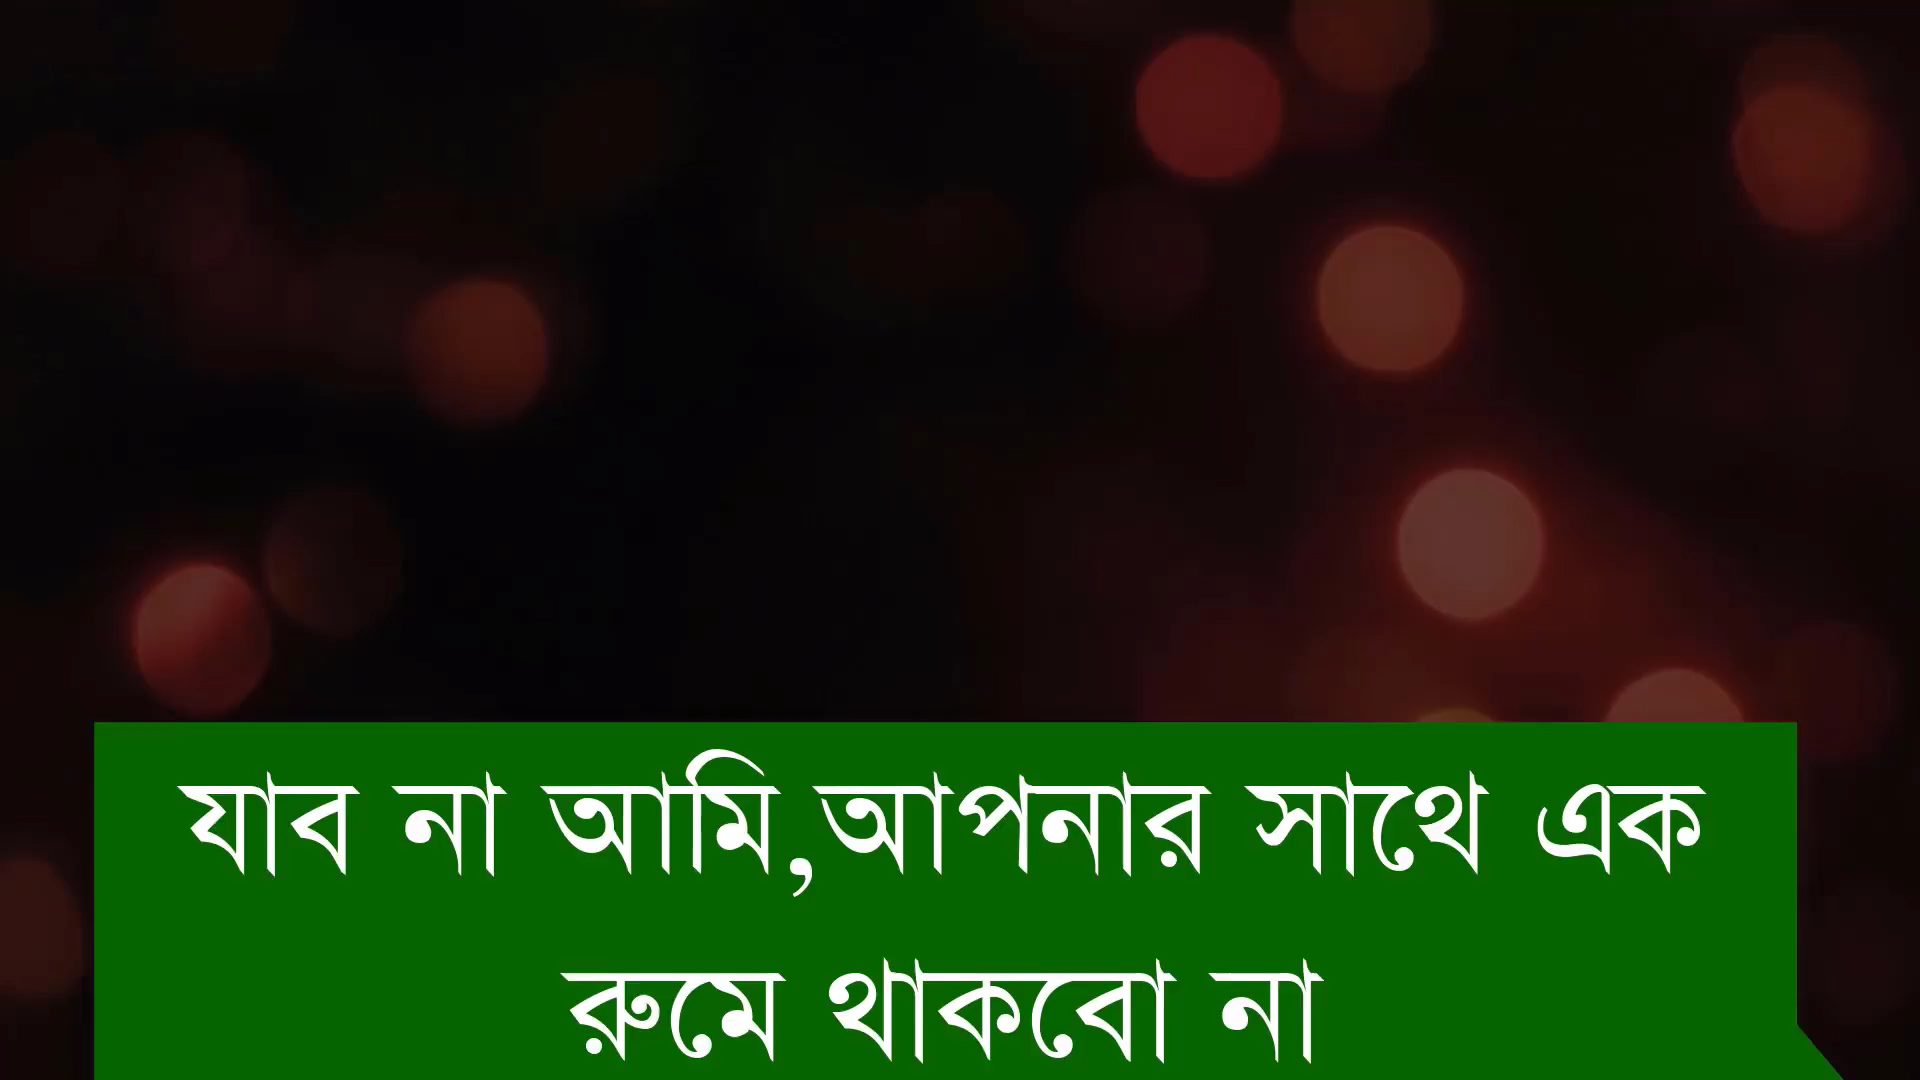 যাব না আমি,আপনার সাথে এক
রুমে থাকবো না